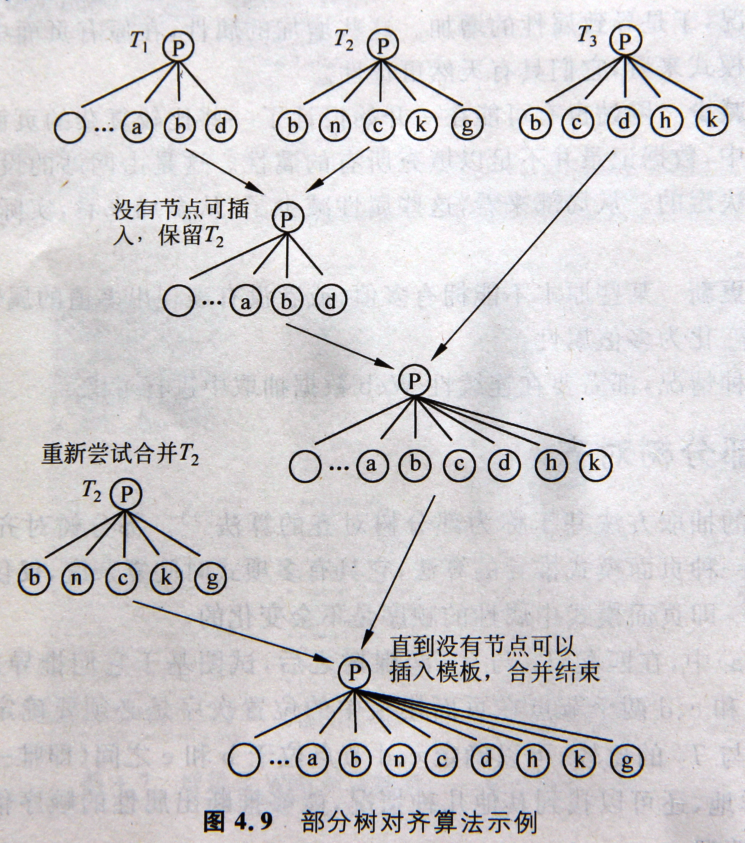 T1 P
T2 P
T3 P
... a b d
b n c k g
b c d h k
没有节点可插
入，保留T2
P
... a b d
P
... a b c d h k
重新尝试合并T2
T2 P
b n c k g
直到没有节点可以
插入模板，合并结束
P
... a b n c d h k g
图 4.9 部分树对齐算法示例